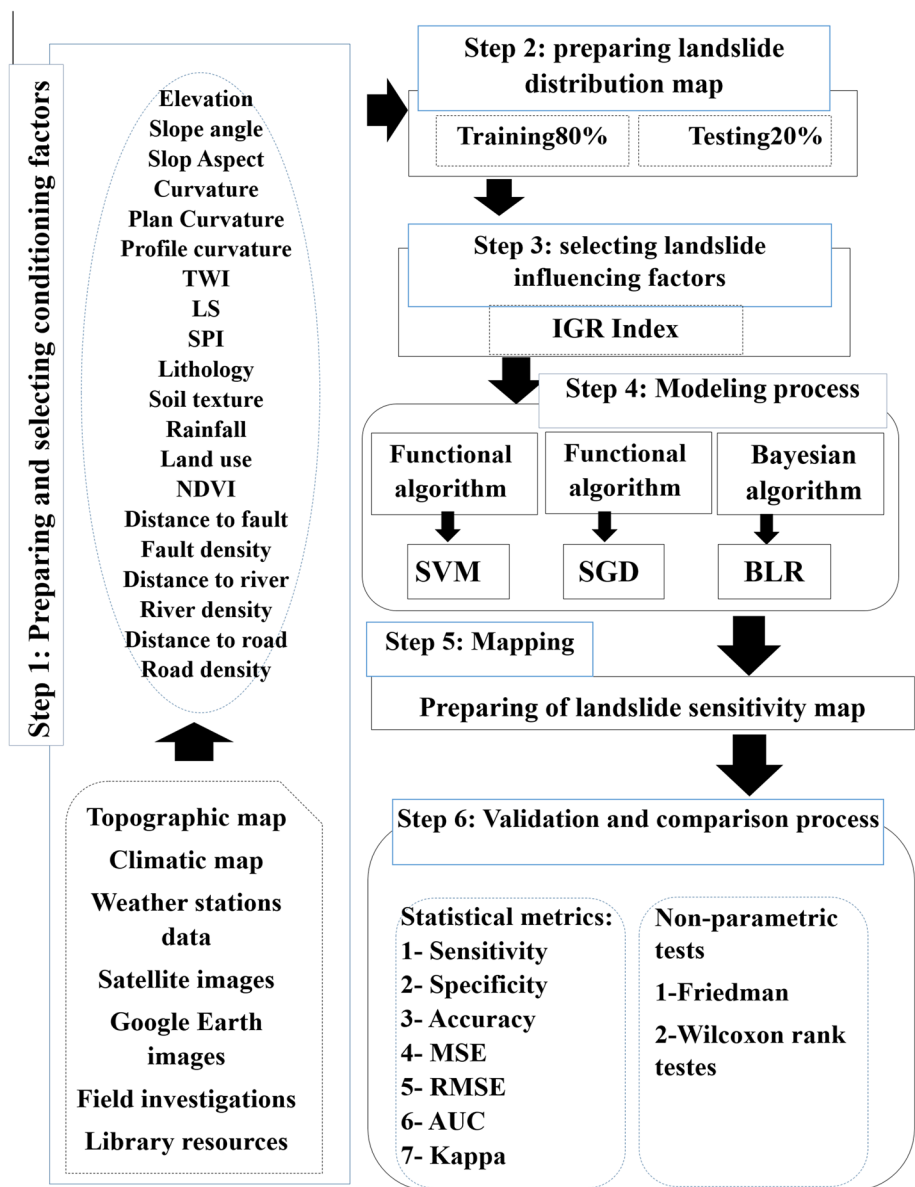 Step 1: Preparing and selecting conditioning factors
Elevation
Slope angle
Slop Aspect
Curvature
Plan Curvature
Profile curvature
TWI
LS
SPI
Lithology
Soil texture
Rainfall
Land use
NDVI
Distance to fault
Fault density
Distance to river
River density
Distance to road
Road density
Topographic map
Climatic map
Weather stations
data
Satellite images
Google Earth
images
Field investigations
Library resources
Step 2: preparing landslide
distribution map
Training80%
Testing20%
Step 3: selecting landslide
influencing factors
IGR Index
Step 4: Modeling process
Functional
algorithm
SVM
Functional
algorithm
SGD
Bayesian
algorithm
BLR
Step 5: Mapping
Preparing of landslide sensitivity map
Step 6: Validation and comparison process
Statistical metrics:
1- Sensitivity
2- Specificity
3- Accuracy
4- MSE
5- RMSE
6- AUC
7- Kappa
Non-parametric
tests
1-Friedman
2-Wilcoxon rank
testes